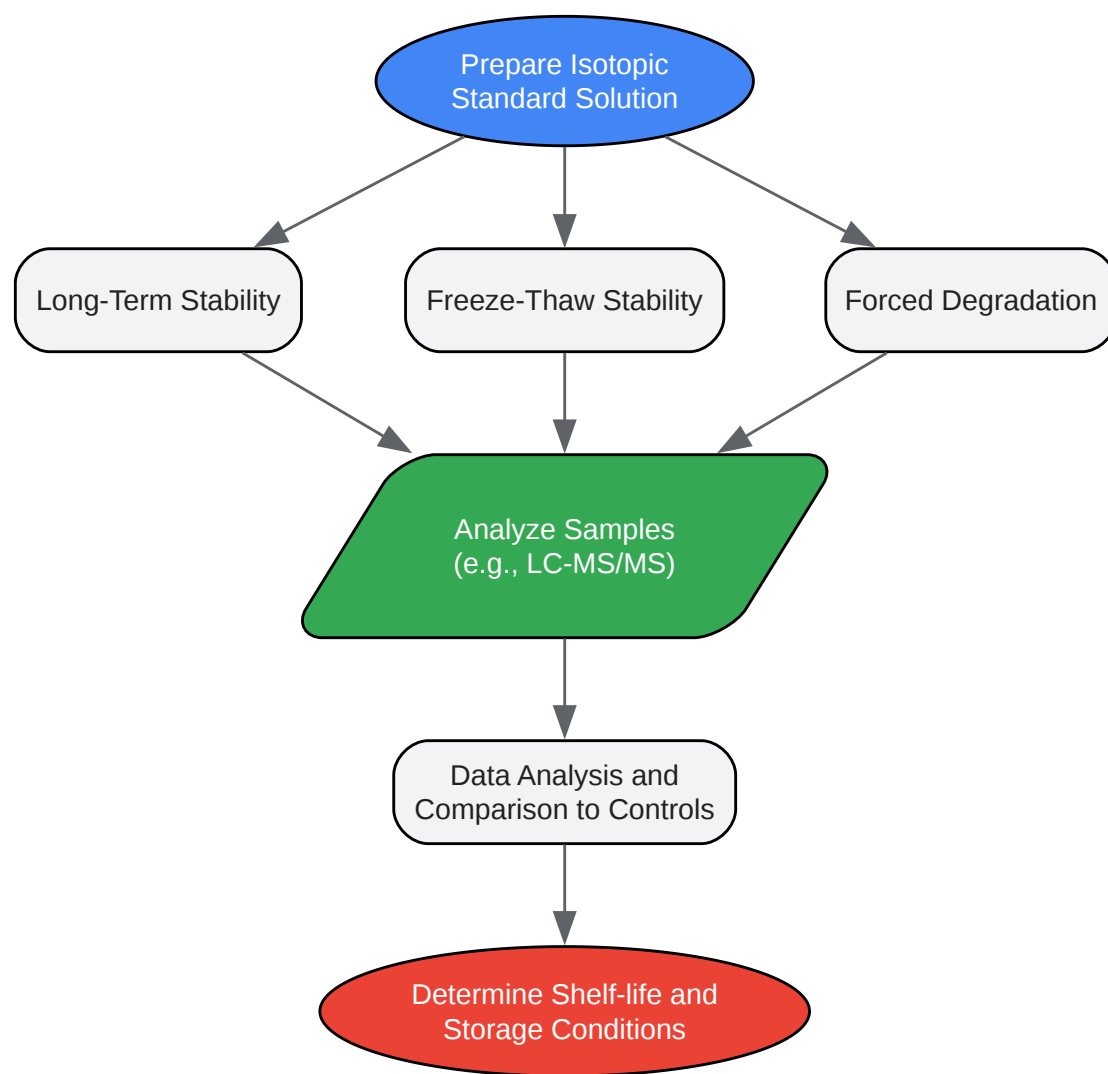 Prepare Isotopic
Standard Solution
Long-Term Stability
Freeze-Thaw Stability
Forced Degradation
Analyze Samples
(e.g., LC-MS/MS)
Data Analysis and
Comparison to Controls
Determine Shelf-life and
Storage Conditions